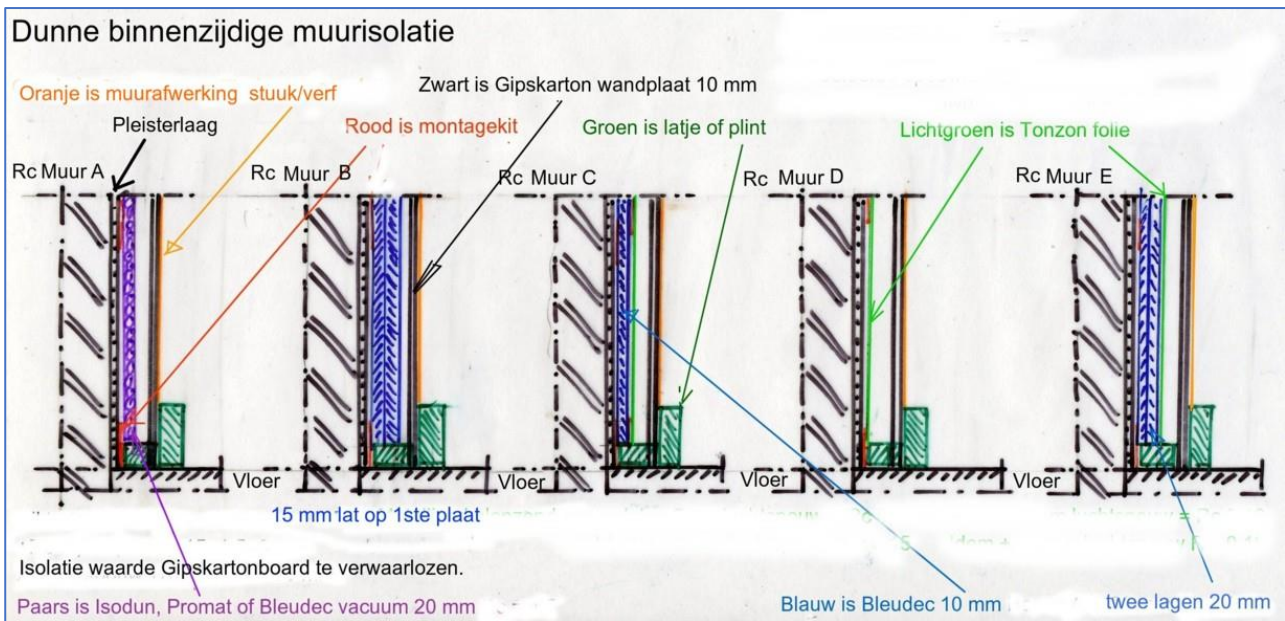 Dunne binnenzijdige muurisolatie
Oranje is muurafwerking stuuk/verf
Zwart is Gipskarton wandplaat 10 mm
Pleisterlaag
Rood is montagekit
Groen is latje of plint
Lichtgroen is Tonzon folie
Rc Muur A
Rc Muur B
Rc Muur C
Rc Muur D
Rc Muur E
Vloer
Vloer
Vloer
Vloer
15 mm lat op 1ste plaat
Isolatie waarde Gipskartonboard te verwaarlozen.
Paars is Isodun, Promat of Bleudec vacuum 20 mm
Blauw is Bleudec 10 mm
twee lagen 20 mm